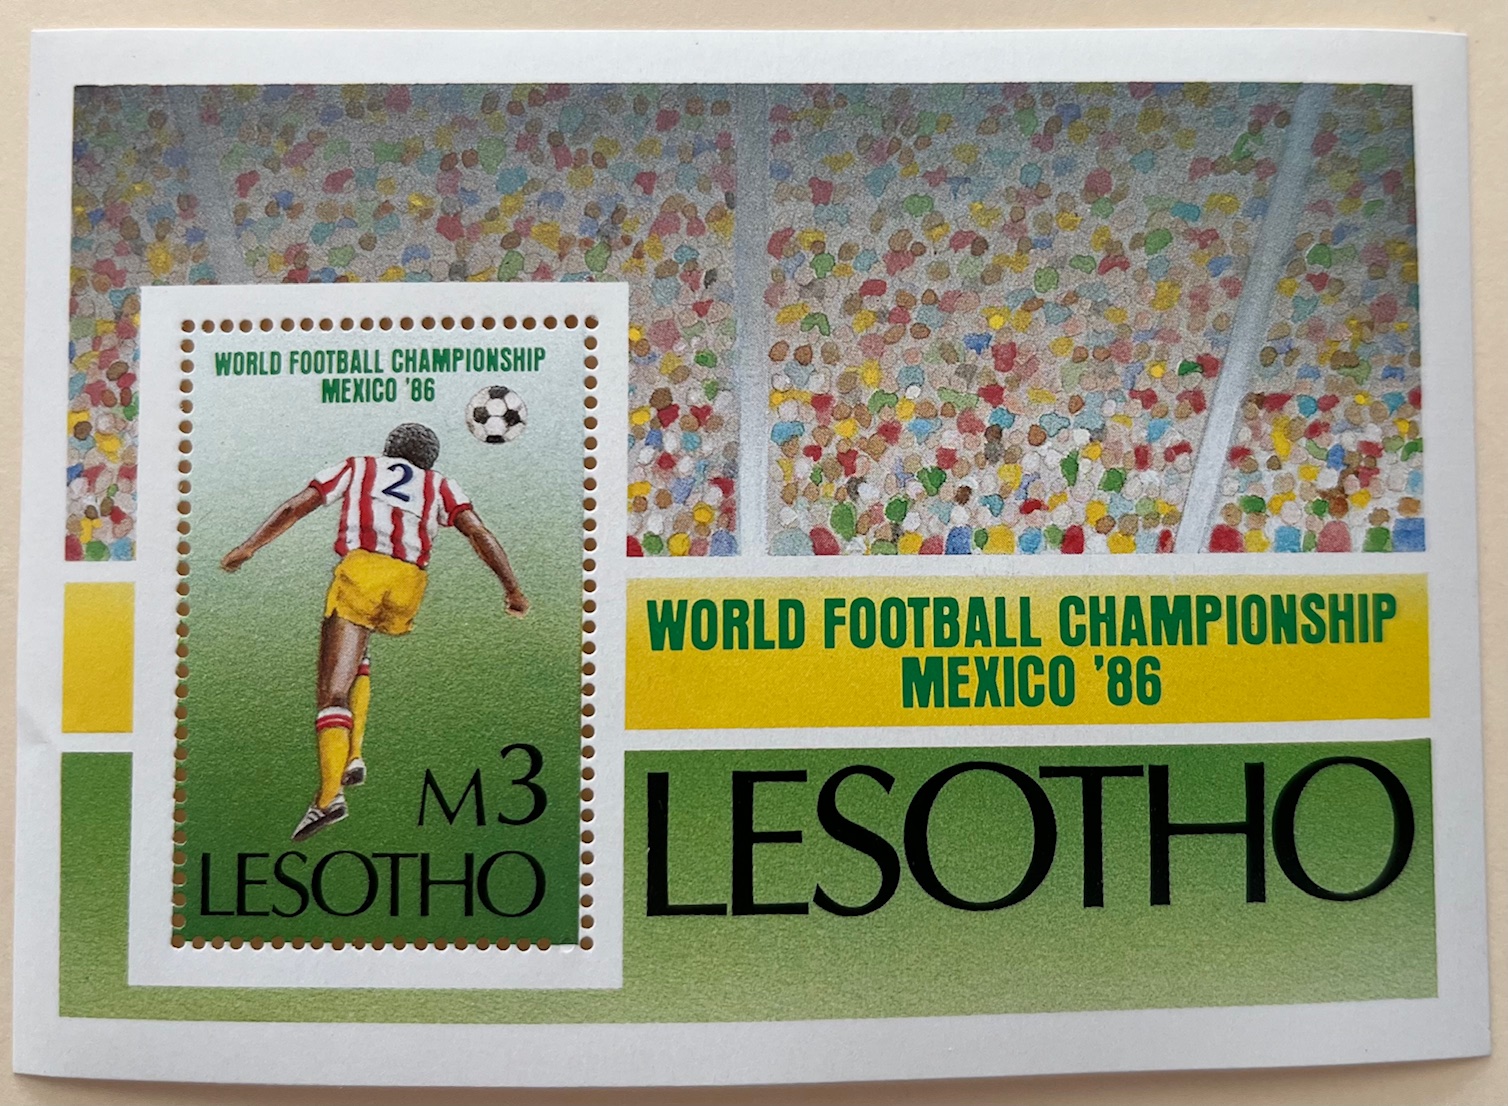 WORLD FOOTBALL CHAMPIONSHIP
MEXICO '86
2
M3
LESOTHO
WORLD FOOTBALL CHAMPIONSHIP
MEXICO '86
LESOTHO